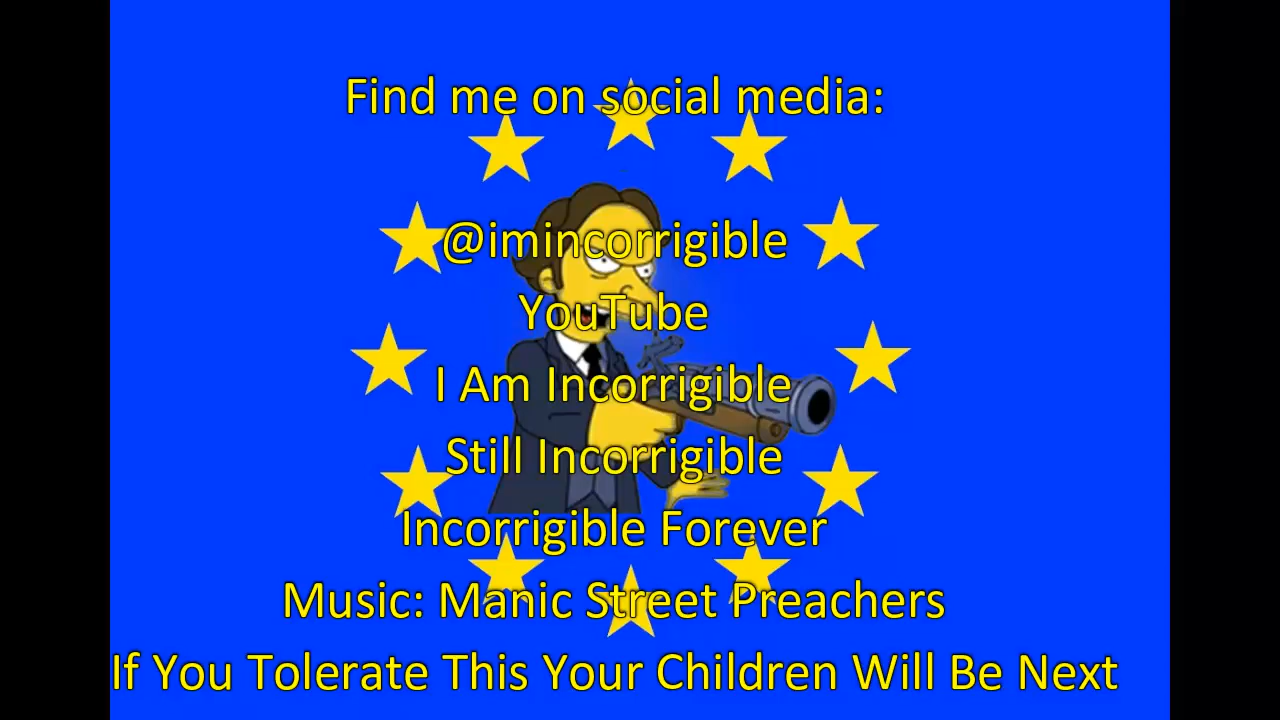 Find me on social media:
@imincorrigible
YouTube
I Am Incorrigible
Still Incorrigible
Incorrigible Forever
Music: Manic Street Preachers
If You Tolerate This Your Children Will Be Next